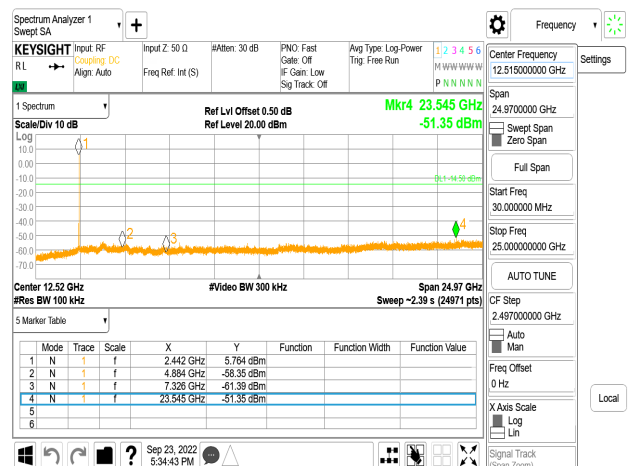 Spectrum Analyzer 1
Swept SA
Frequency
KEYSIGHT
RL
Input: RF
Coupling: DC
Align: Auto
Input Z: 50 Ω
Freq Ref: Int (S)
#Atten: 30 dB
PNO: Fast
Gate: Off
IF Gain: Low
Sig Track: Off
Avg Type: Log-Power
Trig: Free Run
1 2 3 4 5 6
M W W W W W
P N N N N N
1 Spectrum
Scale/Div 10 dB
Ref Lvl Offset 0.50 dB
Ref Level 20.00 dBm
Mkr4 23.545 GHz
-51.35 dBm
Log
10.0
0.00
-10.0
-20.0
-30.0
-40.0
-50.0
-60.0
-70.0
1
2
3
4
DL1 -14.50 dBm
Center 12.52 GHz
#Res BW 100 kHz
#Video BW 300 kHz
Span 24.97 GHz
Sweep ~2.39 s (24971 pts)
5 Marker Table
Mode Trace Scale X Y Function Function Width Function Value
1 N 1 f 2.442 GHz 5.764 dBm
2 N 1 f 4.884 GHz -58.35 dBm
3 N 1 f 7.326 GHz -61.39 dBm
4 N 1 f 23.545 GHz -51.35 dBm
5
6
Sep 23, 2022
5:34:43 PM
Center Frequency
12.515000000 GHz
Settings
Span
24.9700000 GHz
Swept Span
Zero Span
Full Span
Start Freq
30.000000 MHz
Stop Freq
25.000000000 GHz
AUTO TUNE
CF Step
2.497000000 GHz
Auto
Man
Freq Offset
0 Hz
X Axis Scale
Log
Lin
Local
Signal Track
(Span Zoom)